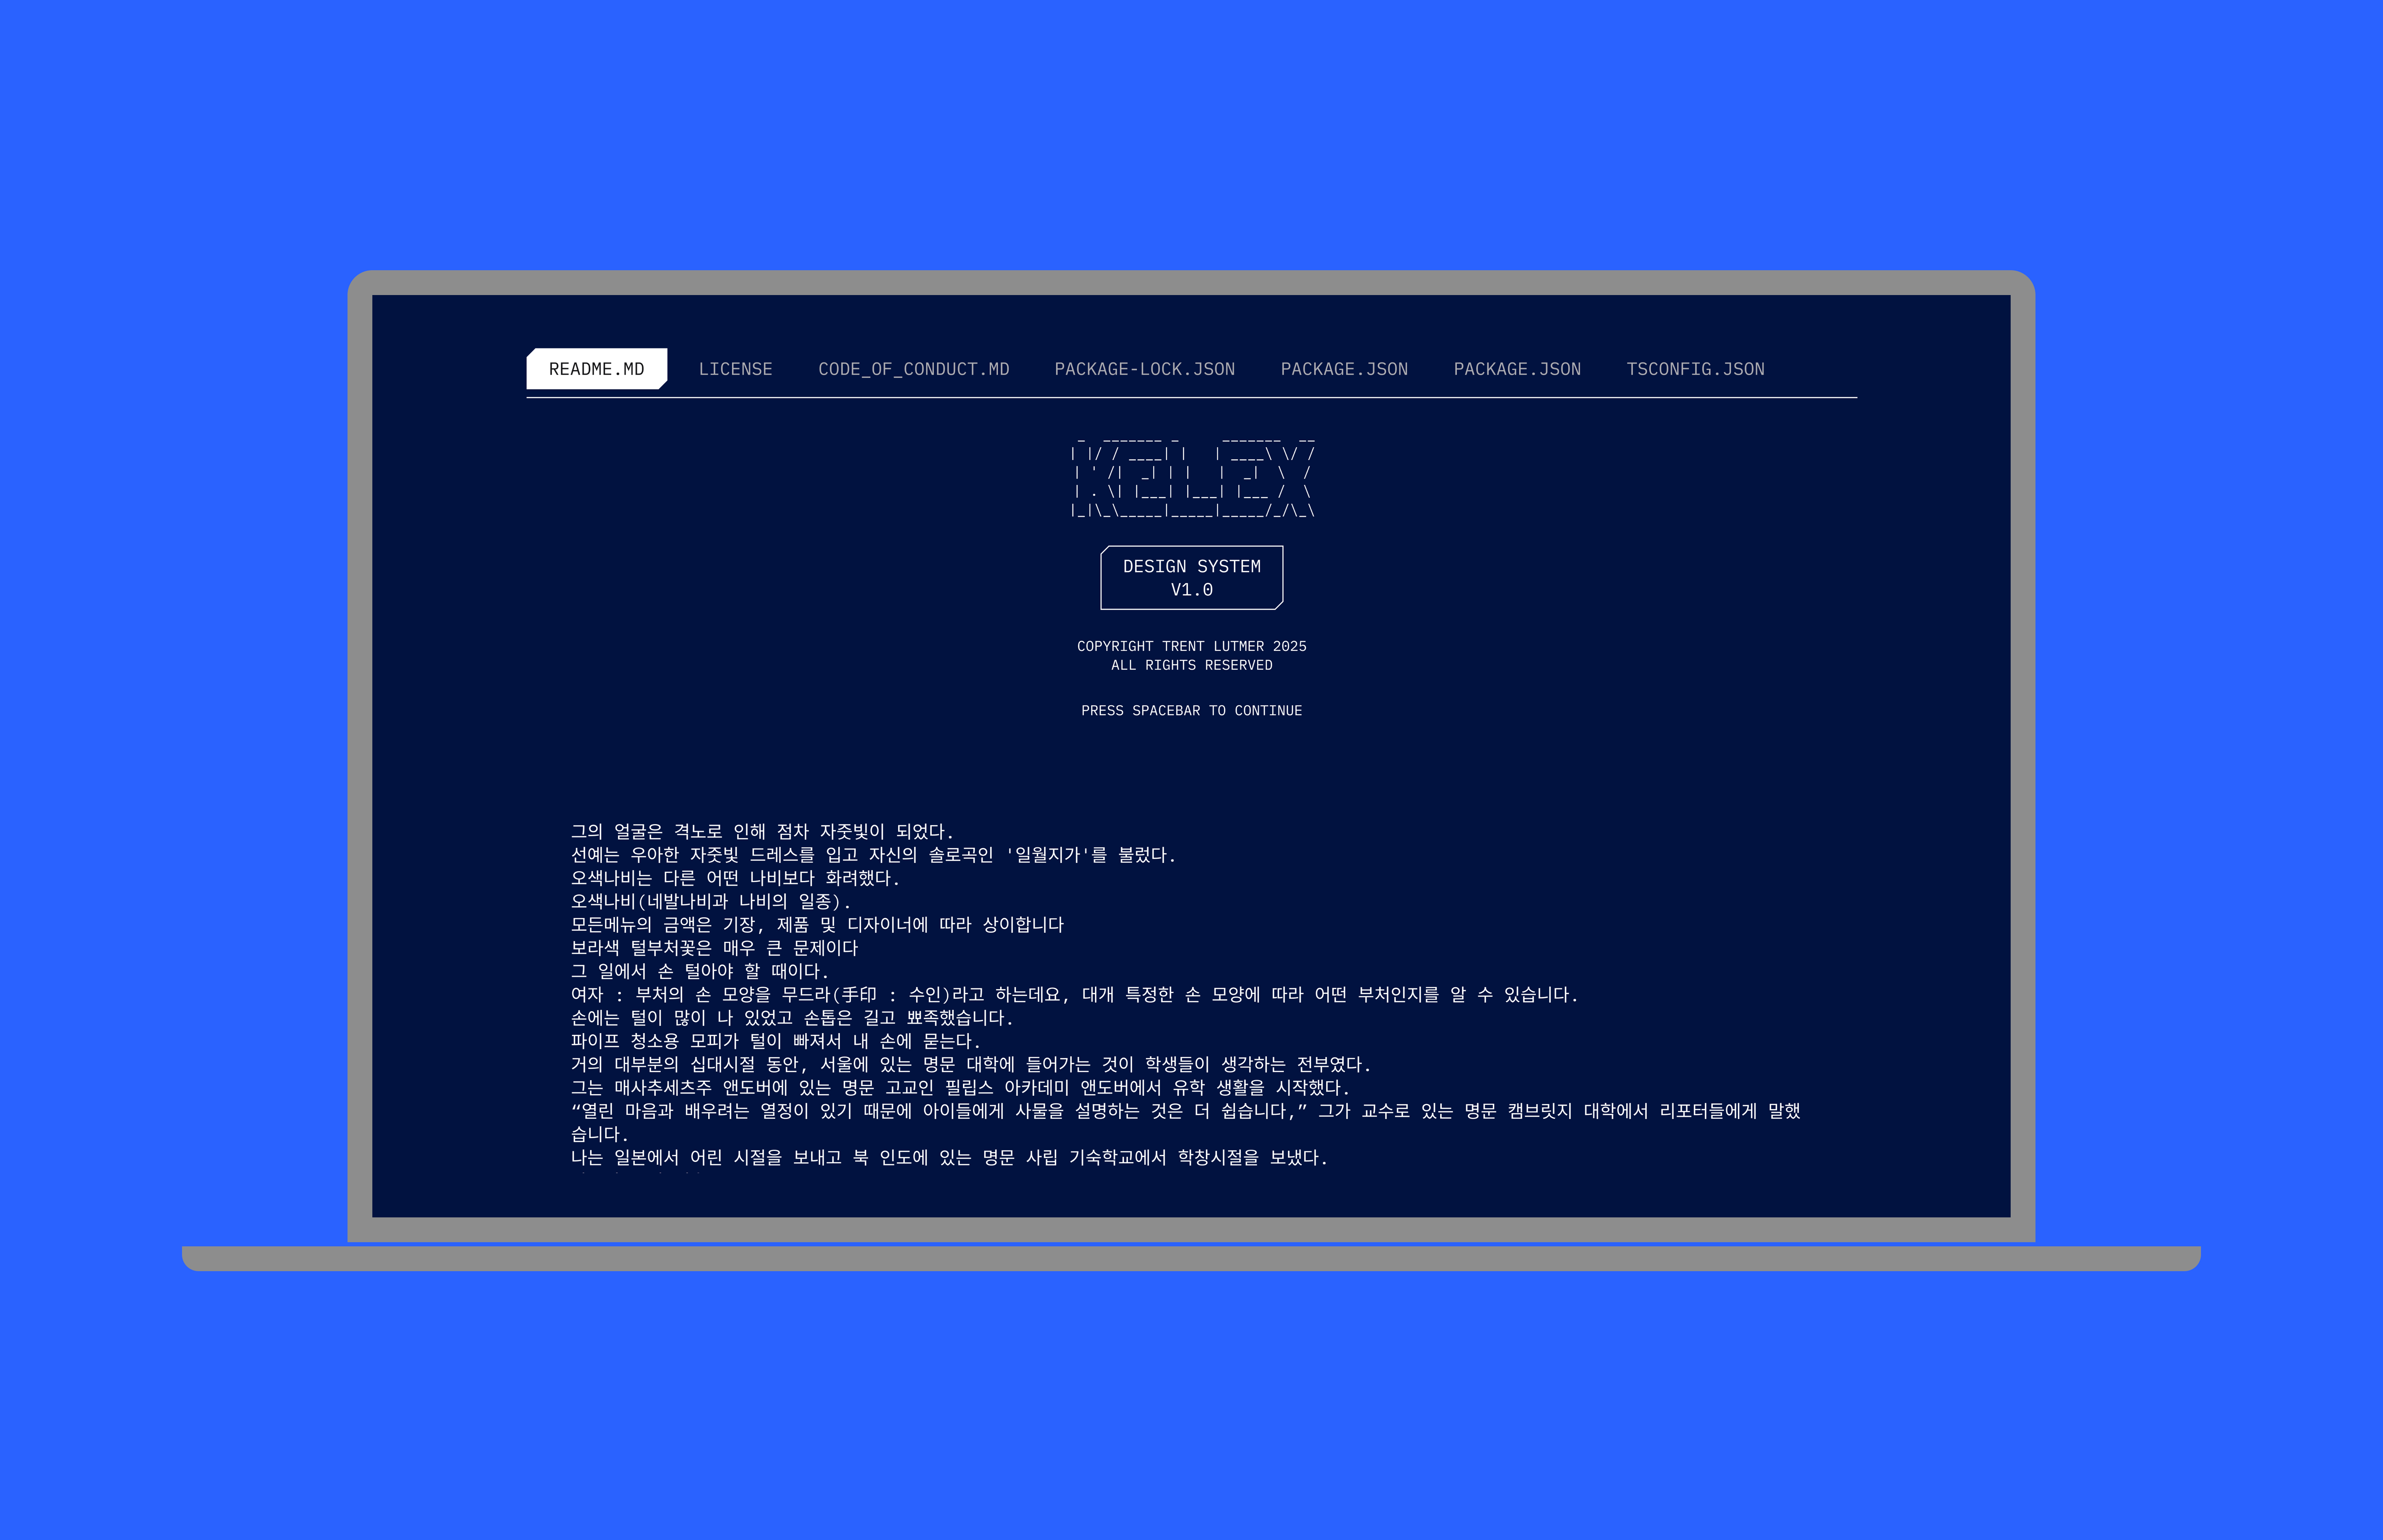 README.MD LICENSE CODE_OF_CONDUCT.MD PACKAGE-LOCK.JSON PACKAGE.JSON PACKAGE.JSON TSCONFIG.JSON
KELEX
DESIGN SYSTEM
V1.0
COPYRIGHT TRENT LUTMER 2025
ALL RIGHTS RESERVED
PRESS SPACEBAR TO CONTINUE
그의 얼굴은 격노로 인해 점차 자줏빛이 되었다.
선예는 우아한 자줏빛 드레스를 입고 자신의 솔로곡인 '일월지가'를 불렀다.
오색나비는 다른 어떤 나비보다 화려했다.
오색나비(네발나비과 나비의 일종).
모든메뉴의 금액은 기장, 제품 및 디자이너에 따라 상이합니다
보라색 털부처꽃은 매우 큰 문제이다
그 일에서 손 털아야 할 때이다.
여자 : 부처의 손 모양을 무드라(手印 : 수인)라고 하는데요, 대개 특정한 손 모양에 따라 어떤 부처인지를 알 수 있습니다.
손에는 털이 많이 나 있었고 손톱은 길고 뾰족했습니다.
파이프 청소용 모피가 털이 빠져서 내 손에 묻는다.
거의 대부분의 십대시절 동안, 서울에 있는 명문 대학에 들어가는 것이 학생들이 생각하는 전부였다.
그는 매사추세츠주 앤도버에 있는 명문 고교인 필립스 아카데미 앤도버에서 유학 생활을 시작했다.
“열린 마음과 배우려는 열정이 있기 때문에 아이들에게 사물을 설명하는 것은 더 쉽습니다,” 그가 교수로 있는 명문 캠브릿지 대학에서 리포터들에게 말했
습니다.
나는 일본에서 어린 시절을 보내고 북 인도에 있는 명문 사립 기숙학교에서 학창시절을 보냈다.